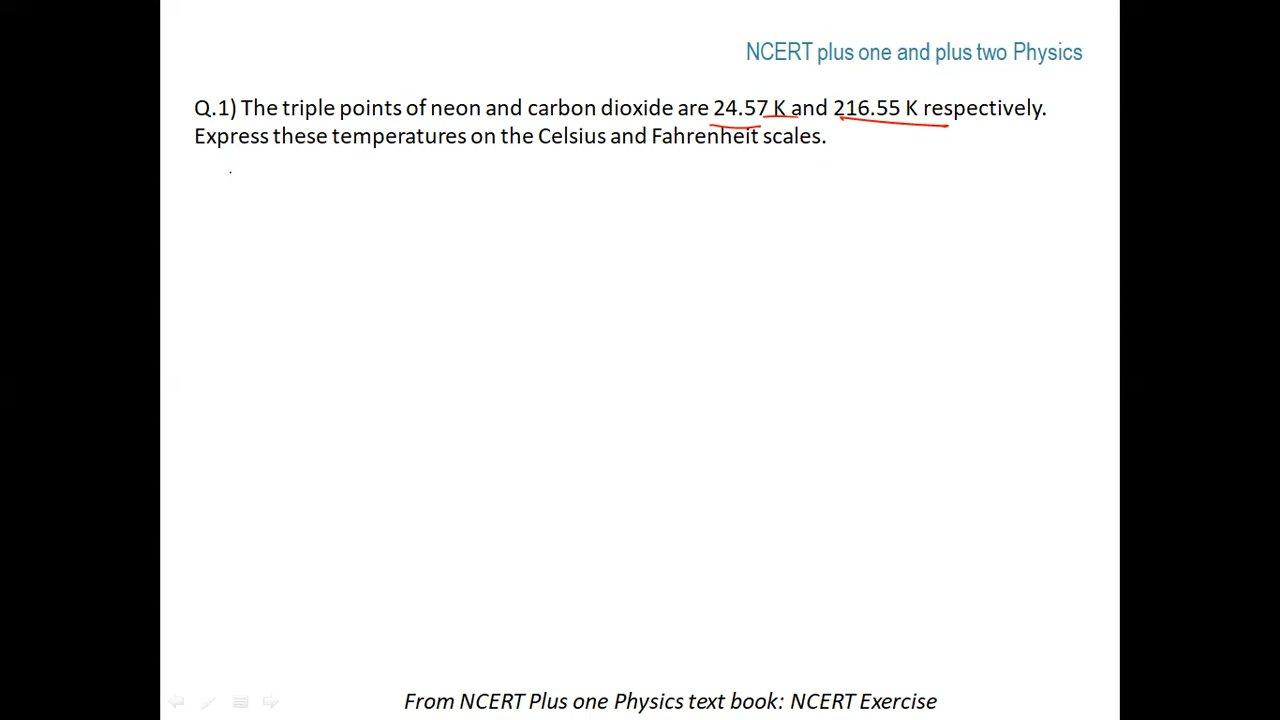 NCERT plus one and plus two Physics
Q.1) The triple points of neon and carbon dioxide are 24.57 K and 216.55 K respectively.
Express these temperatures on the Celsius and Fahrenheit scales.
From NCERT Plus one Physics text book: NCERT Exercise